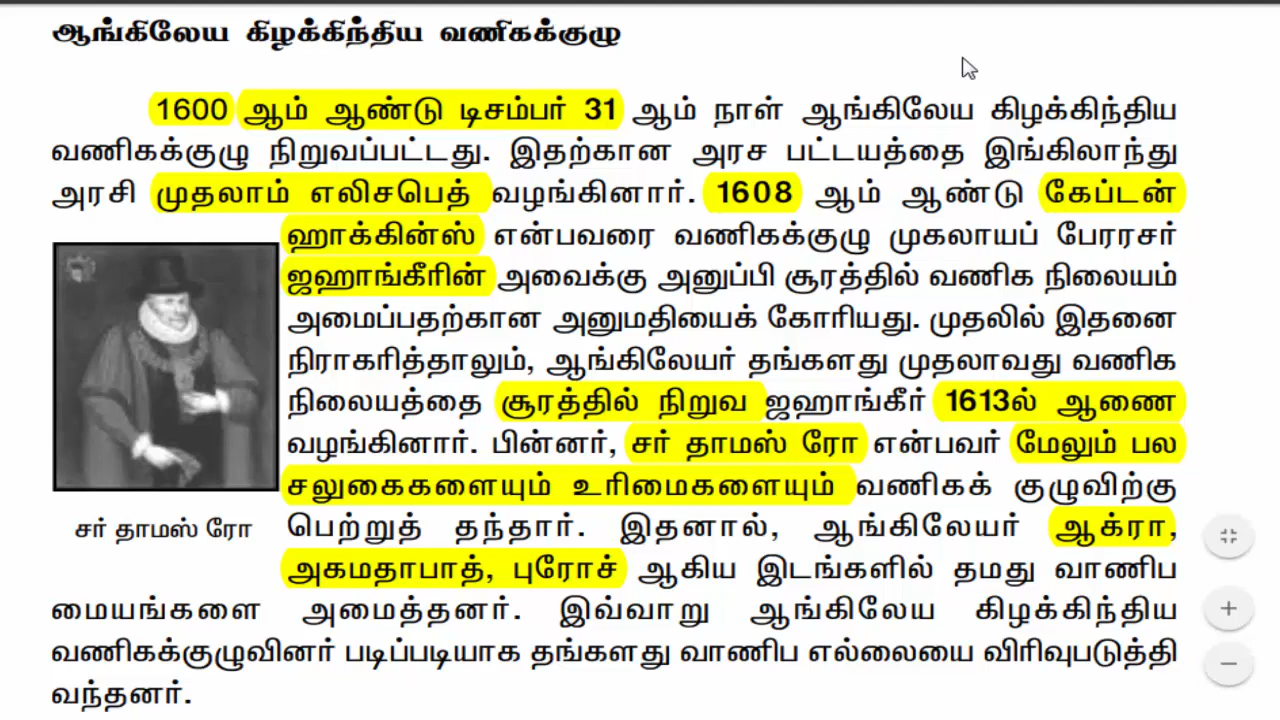 ஆங்கிலேய கிழக்கிந்திய வணிகக்குழு
1600 ஆம் ஆண்டு டிசம்பர் 31 ஆம் நாள் ஆங்கிலேய கிழக்கிந்திய
வணிகக்குழு நிறுவப்பட்டது. இதற்கான அரச பட்டயத்தை இங்கிலாந்து
அரசி முதலாம் எலிசபெத் வழங்கினார். 1608 ஆம் ஆண்டு கேப்டன்
ஹாக்கின்ஸ் என்பவரை வணிகக்குழு முகலாயப் பேரரசர்
ஜஹாங்கீரின் அவைக்கு அனுப்பி சூரத்தில் வணிக நிலையம்
அமைப்பதற்கான அனுமதியைக் கோரியது. முதலில் இதனை
நிராகரித்தாலும், ஆங்கிலேயர் தங்களது முதலாவது வணிக
நிலையத்தை சூரத்தில் நிறுவ ஜஹாங்கீர் 1613ல் ஆணை
வழங்கினார். பின்னர், சர் தாமஸ் ரோ என்பவர் மேலும் பல
சலுகைகளையும் உரிமைகளையும் வணிகக் குழுவிற்கு
பெற்றுத் தந்தார். இதனால், ஆங்கிலேயர் ஆக்ரா,
அகமதாபாத், புரோச் ஆகிய இடங்களில் தமது வாணிப
மையங்களை அமைத்தனர். இவ்வாறு ஆங்கிலேய கிழக்கிந்திய
வணிகக்குழுவினர் படிப்படியாக தங்களது வாணிப எல்லையை விரிவுபடுத்தி
வந்தனர்.
சர் தாமஸ் ரோ